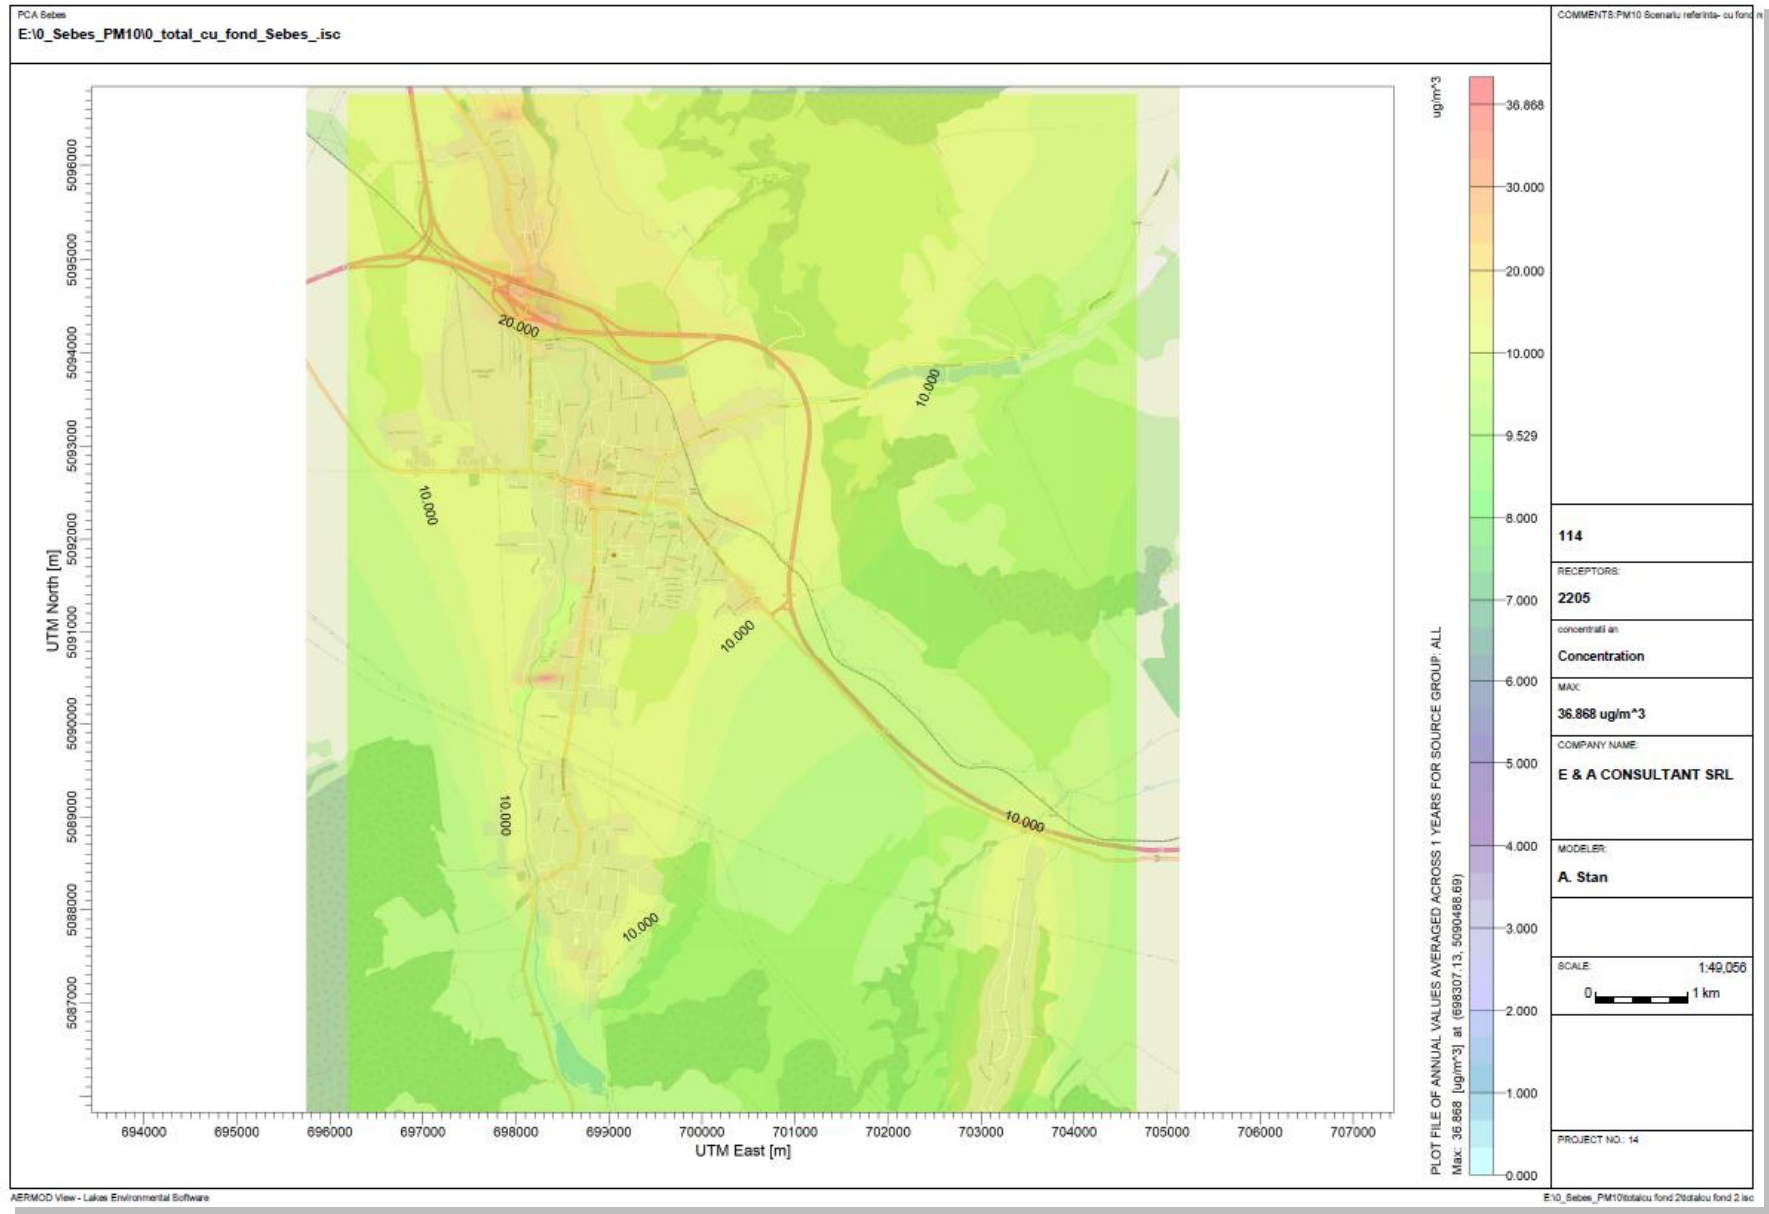 PCA Sebes
E:\0_Sebes_PM10\0_total_cu_fond_Sebes_.isc
COMMENTS:PM10 Scenariu referinta- cu fond
UTM North [m]
5096000
5095000
5094000
5093000
5092000
5091000
5090000
5089000
5088000
5087000
20.000
10.000
10.000
10.000
10.000
10.000
10.000
694000
695000
696000
697000
698000
699000
700000
701000
702000
703000
704000
705000
706000
707000
UTM East [m]
ug/m^3
36.868
30.000
20.000
10.000
9.529
8.000
7.000
6.000
5.000
4.000
3.000
2.000
1.000
0.000
PLOT FILE OF ANNUAL VALUES AVERAGED ACROSS 1 YEARS FOR SOURCE GROUP: ALL
Max: 36.868 [ug/m^3] at (698307.13, 5090488.69)
114
RECEPTORS:
2205
concentratii an
Concentration
MAX:
36.868 ug/m^3
COMPANY NAME:
E & A CONSULTANT SRL
MODELER:
A. Stan
SCALE: 1:49,056
0 1 km
PROJECT NO.: 14
AERMOD View - Lakes Environmental Software
E:\0_Sebes_PM10\totalcu fond 2\totalcu fond 2.isc